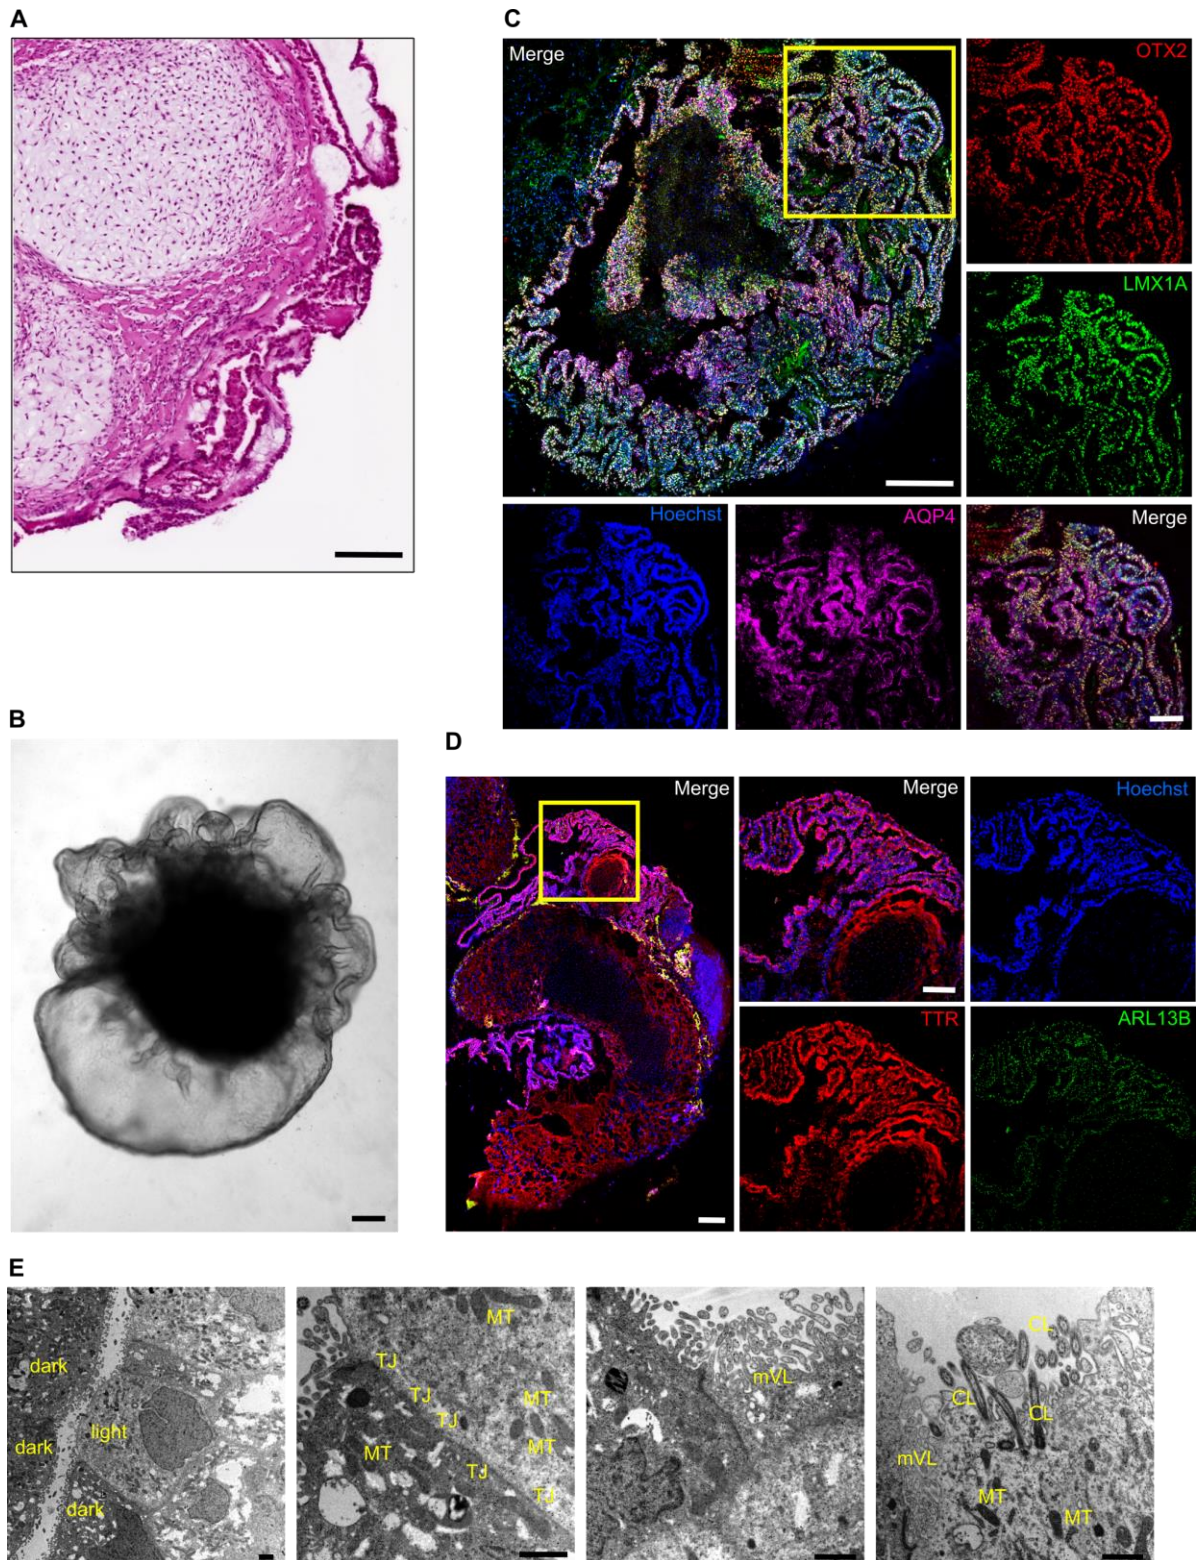 A
C
Merge
OTX2
LMX1A
Hoechst
AQP4
Merge
B
D
Merge
Merge
Hoechst
TTR
ARL13B
E
dark
dark
light
dark
MT
TJ
TJ
MT
TJ
MT
MT
TJ
TJ
mVL
CL
CL
CL
mVL
MT
MT